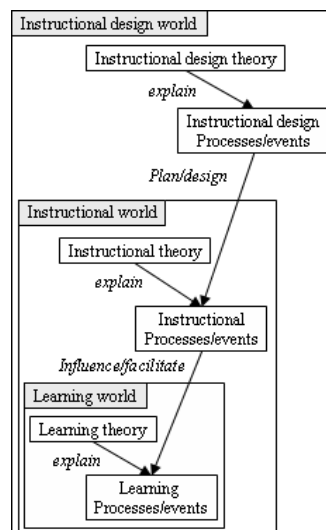 Instructional design world
Instructional design theory
explain
Instructional design
Processes/events
Plan/design
Instructional world
Instructional theory
explain
Instructional
Processes/events
Influence/facilitate
Learning world
Learning theory
explain
Learning
Processes/events